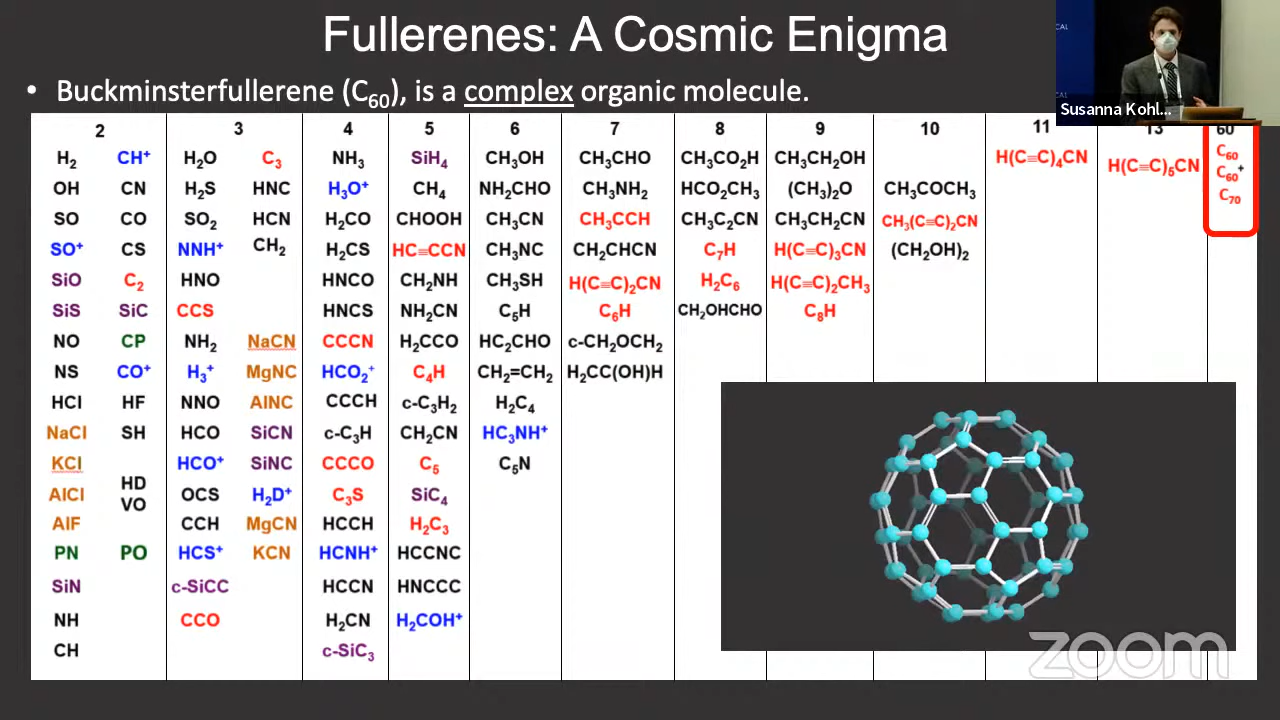 Fullerenes: A Cosmic Enigma
• Buckminsterfullerene (C60), is a complex organic molecule.
CAL
CAL
Susanna Kohl...
2 3 4 5 6 7 8 9 10 11 13 60
H2 CH+ H2O C3 NH3 SiH4 CH3OH CH3CHO CH3CO2H CH3CH2OH H(C≡C)4CN H(C≡C)5CN C60
OH CN H2S HNC H3O+ CH4 NH2CHO CH3NH2 HCO2CH3 (CH3)2O CH3COCH3 C60+
SO CO SO2 HCN H2CO CHOOH CH3CN CH3CCH CH3C2CN CH3CH2CN CH3(C≡C)2CN C70
SO+ CS NNH+ CH2 H2CS HC≡CCN CH3NC CH2CHCN C7H H(C≡C)3CN (CH2OH)2
SiO C2 HNO HNCO CH2NH CH3SH H(C≡C)2CN H2C6 H(C≡C)2CH3
SiS SiC CCS HNCS NH2CN C5H C6H CH2OHCHO C8H
NO CP NH2 NaCN CCCN H2CCO HC2CHO c-CH2OCH2
NS CO+ H3+ MgNC HCO2+ C4H CH2=CH2 H2CC(OH)H
HCl HF NNO AlNC CCCH c-C3H2 H2C4
NaCl SH HCO SiCN c-C3H CH2CN HC3NH+
KCl HD HCO+ SiNC CCCO C5 C5N
AlCl VO OCS H2D+ C3S SiC4
AlF CCH MgCN HCCH H2C3
PN PO HCS+ KCN HCNH+ HCCNC
SiN c-SiCC HCCN HNCCC
NH CCO H2CN H2COH+
CH c-SiC3
zoom